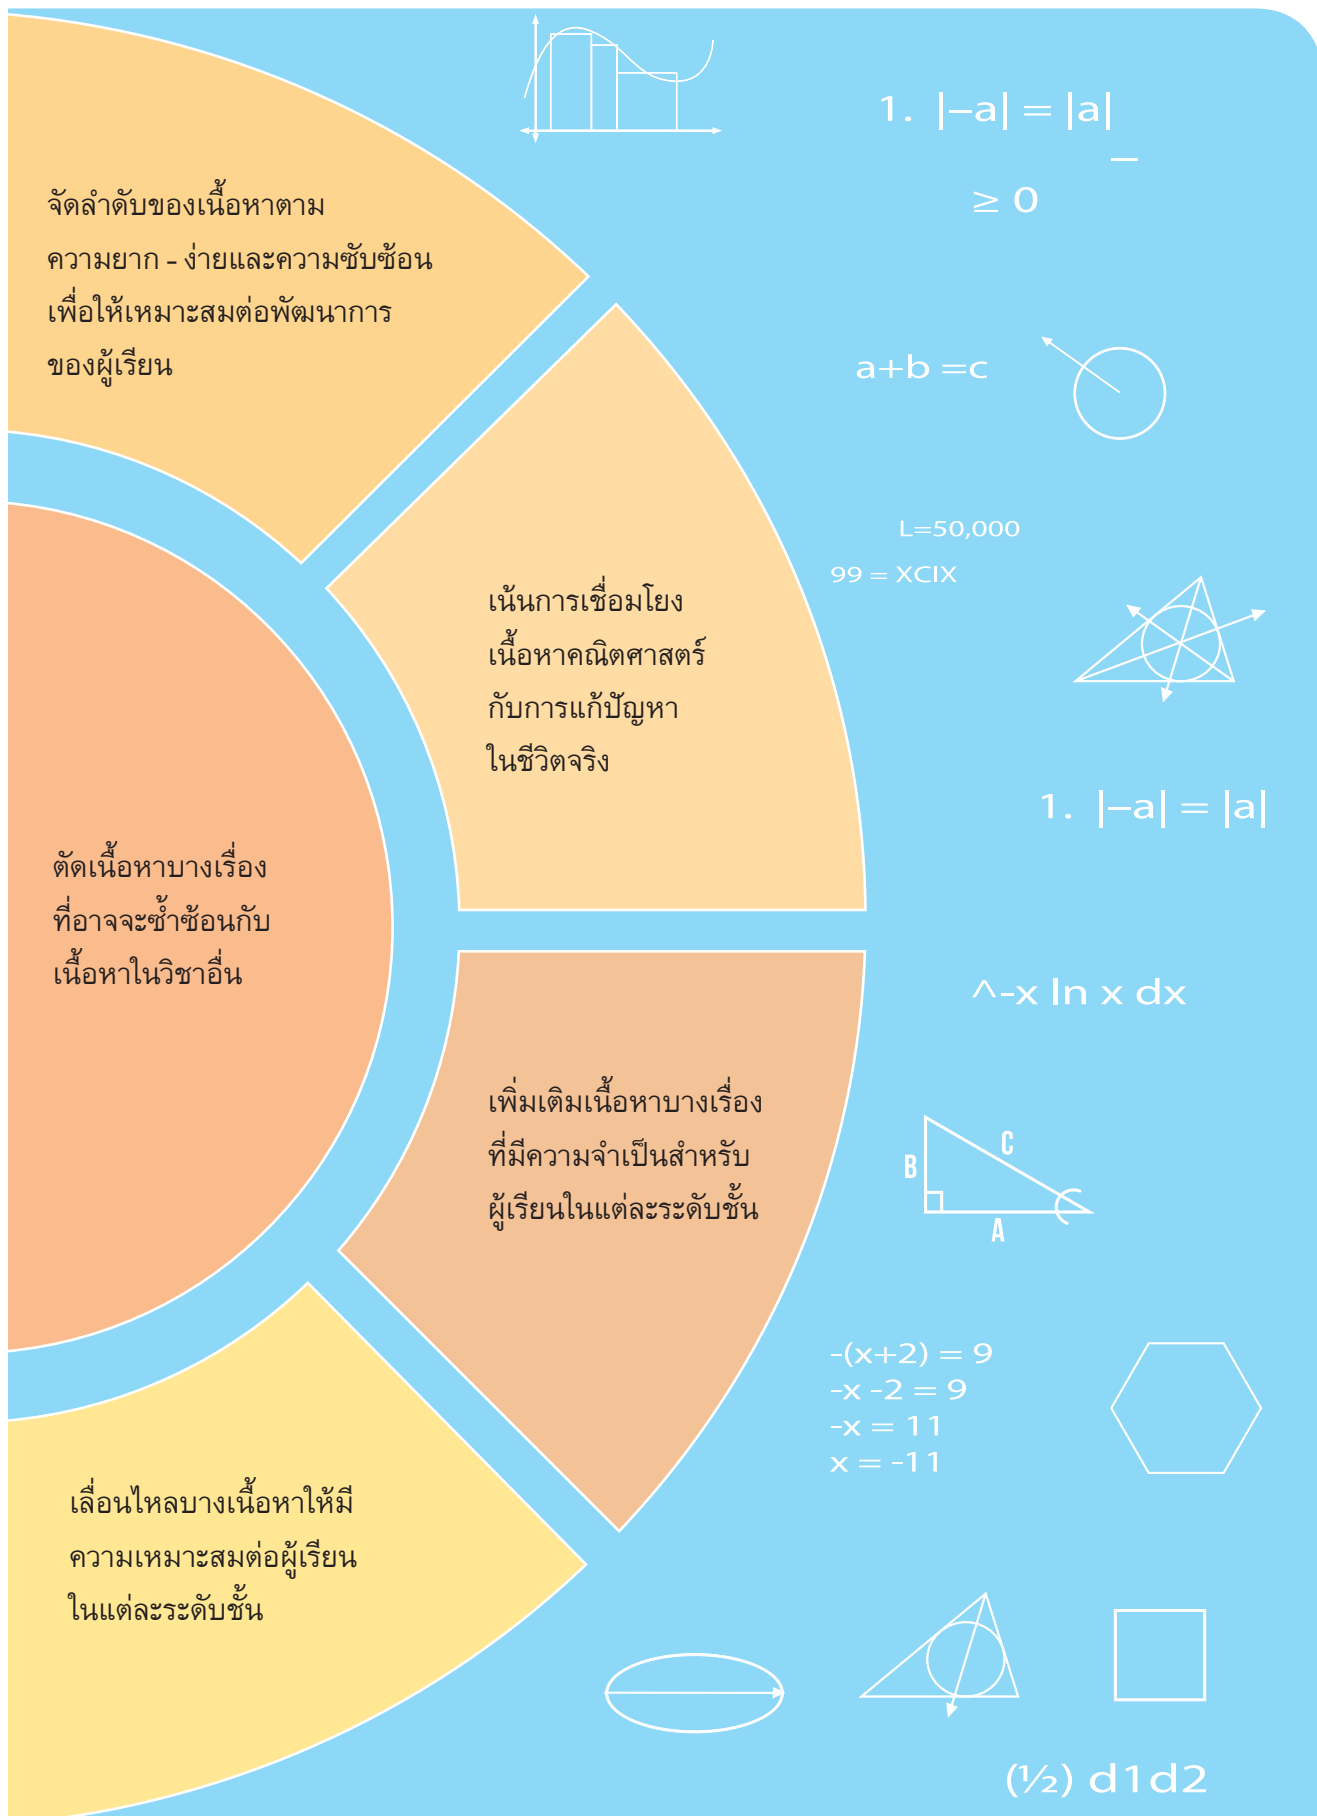 จัดลำดับของเนื้อหาตาม
ความยาก - ง่ายและความซับซ้อน
เพื่อให้เหมาะสมต่อพัฒนาการ
ของผู้เรียน
เน้นการเชื่อมโยง
เนื้อหาคณิตศาสตร์
กับการแก้ปัญหา
ในชีวิตจริง
ตัดเนื้อหาบางเรื่อง
ที่อาจจะซ้ำซ้อนกับ
เนื้อหาในวิชาอื่น
เพิ่มเติมเนื้อหาบางเรื่อง
ที่มีความจำเป็นสำหรับ
ผู้เรียนในแต่ละระดับชั้น
เลื่อนไหลบางเนื้อหาให้มี
ความเหมาะสมต่อผู้เรียน
ในแต่ละระดับชั้น
1. |–a| = |a|
–
≥ 0
a+b =c
L=50,000
99 = XCIX
1. |–a| = |a|
^-x ln x dx
B
C
A
-(x+2) = 9
-x -2 = 9
-x = 11
x = -11
(½) d1d2